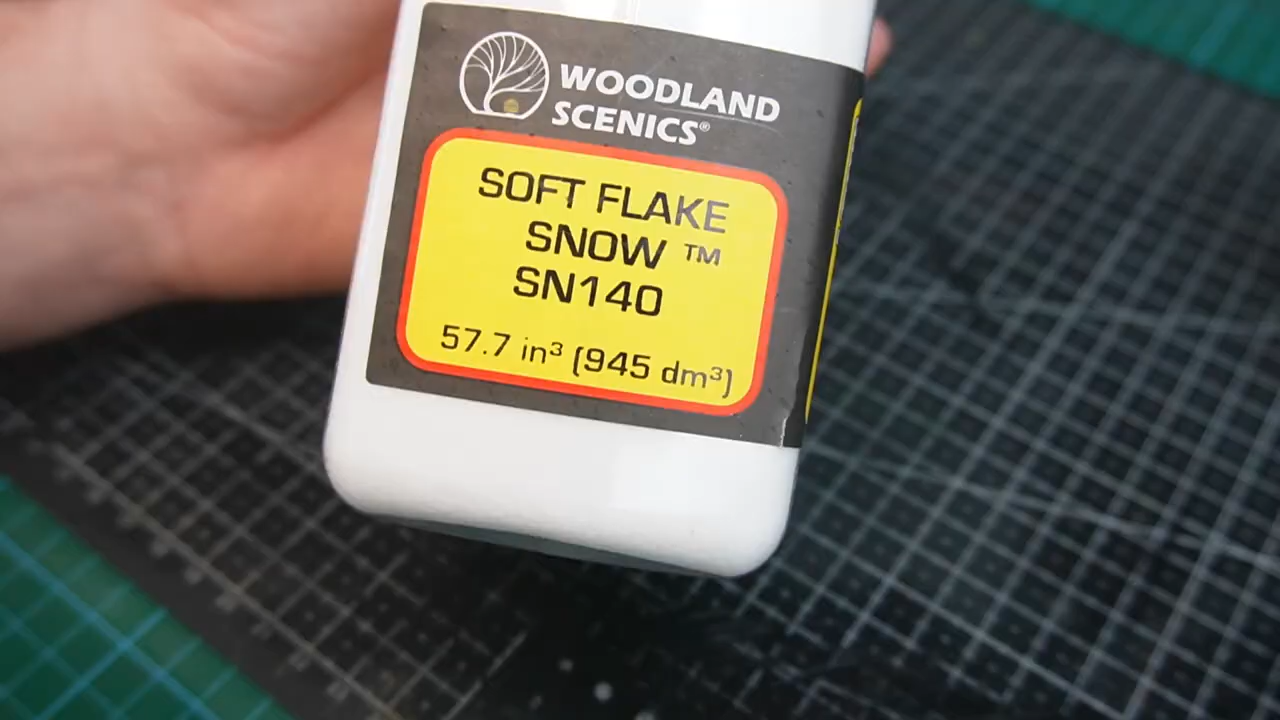 WOODLAND
SCENICS®
SOFT FLAKE
SNOW ™
SN140
57.7 in³ (945 dm³)